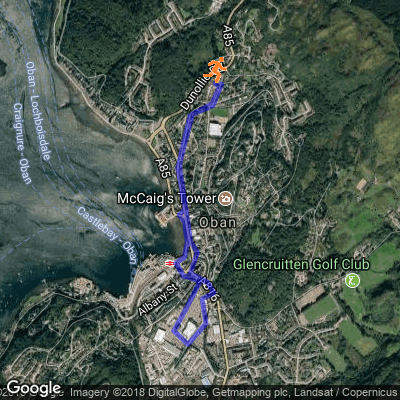 A85
Dunolli
Oban - Lochboisdale
Craignure - Oban
A85
McCaig's Tower
Castlebay - Oban
Oban
Glencruitten Golf Club
Albany St
A816
Google
Imagery ©2018 DigitalGlobe, Getmapping plc, Landsat / Copernicus